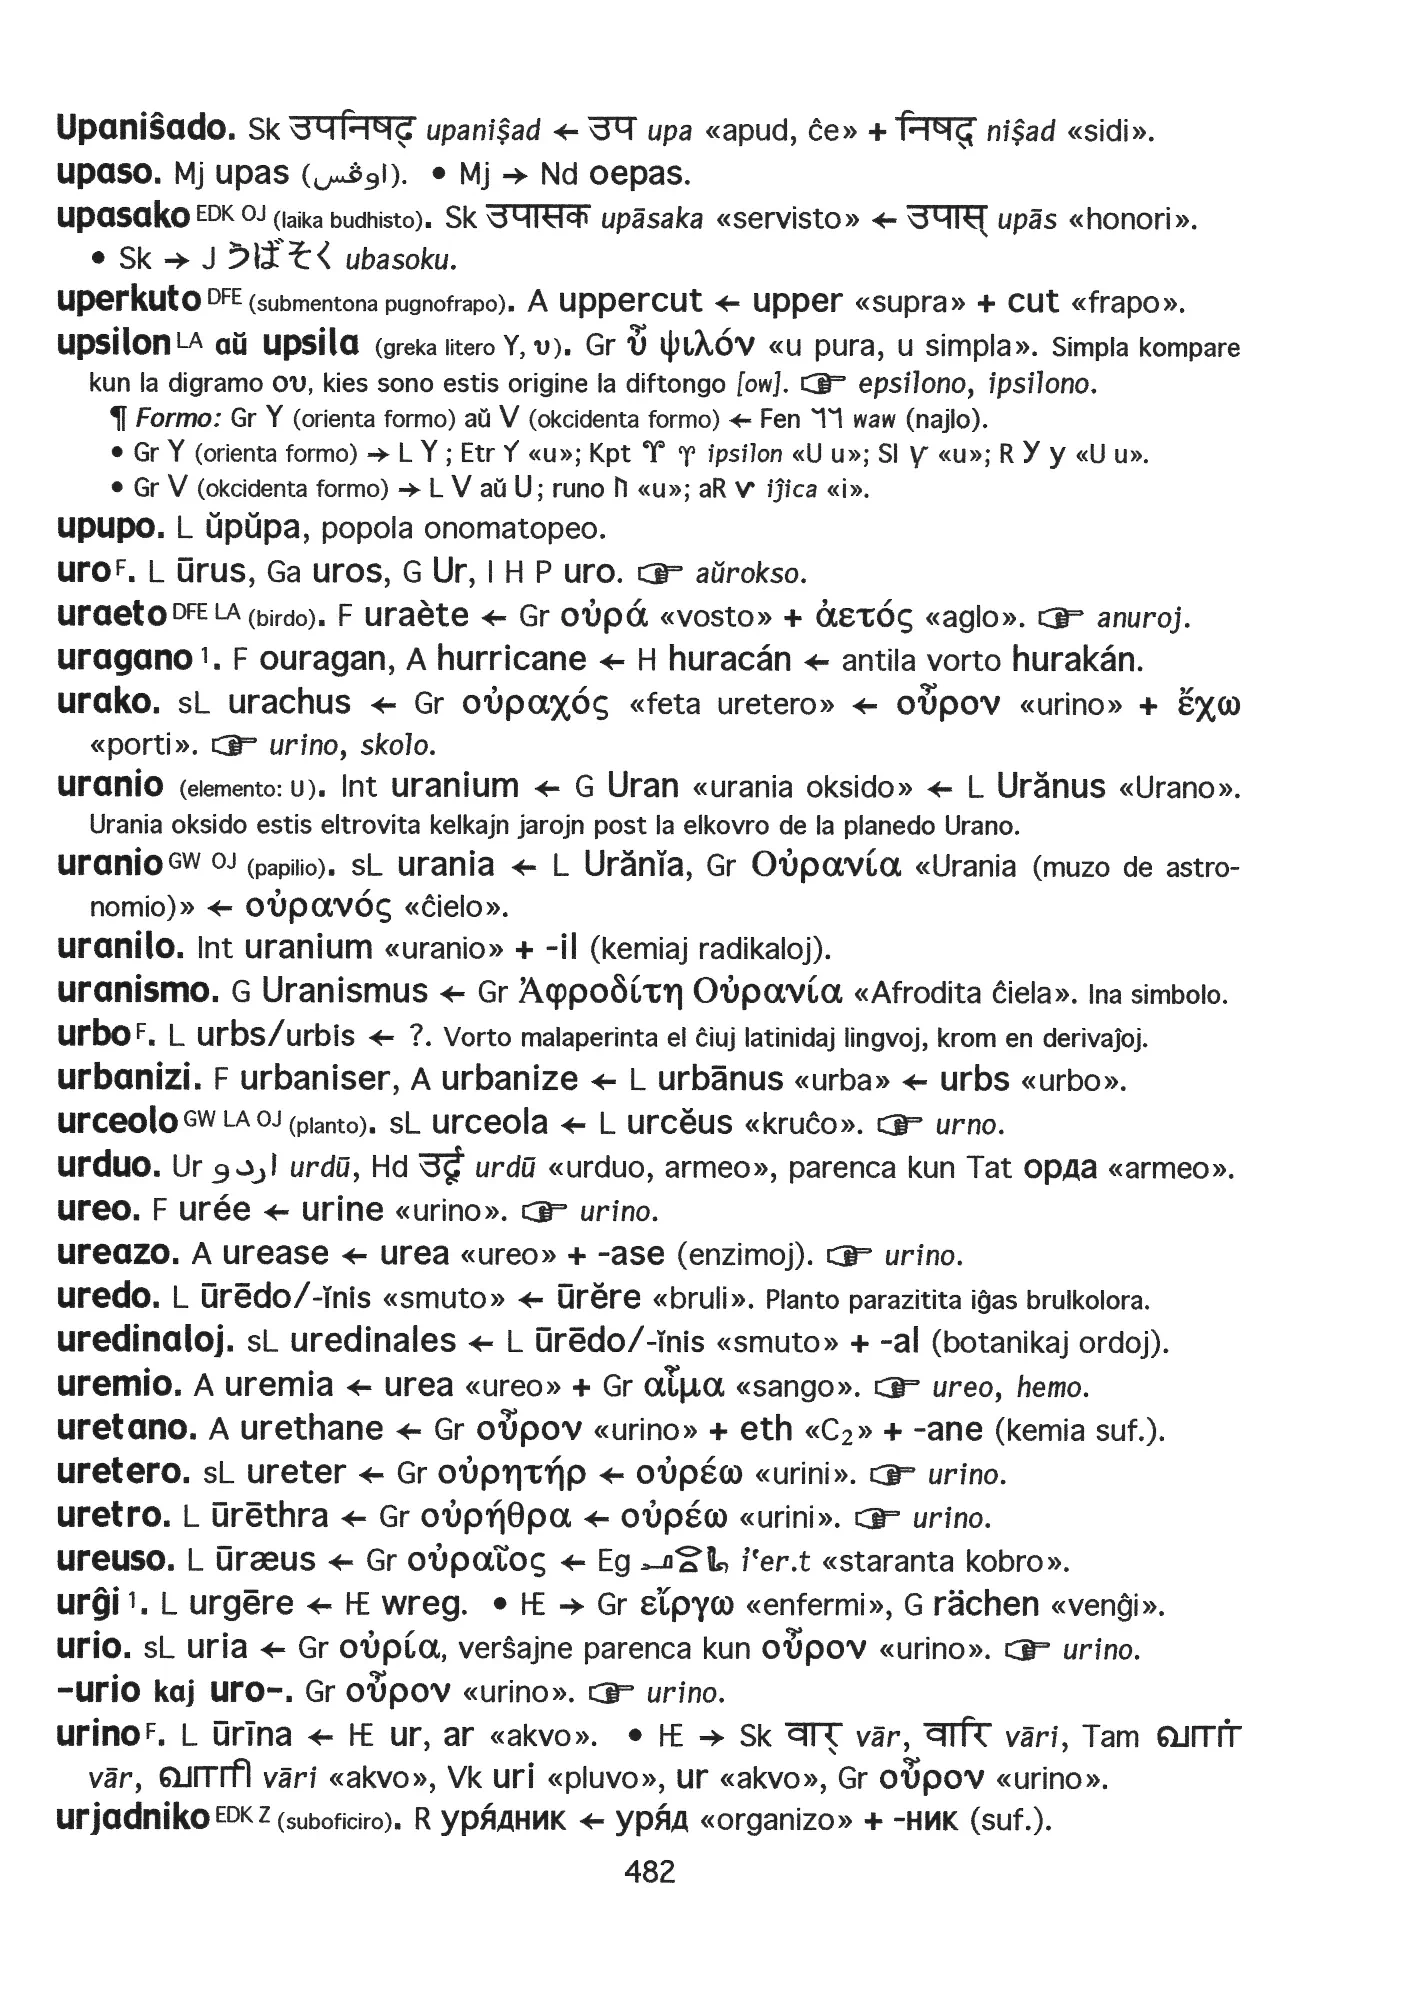 Upaniŝado. Sk उपनिषद् upaniṣad ← उप upa «apud, ĉe» + निषद् niṣad «sidi».
upaso. Mj upas (اوڤس). • Mj → Nd oepas.
upasako EDK OJ (laika budhisto). Sk उपासक upāsaka «servisto» ← उपास् upās «honori».
• Sk → J うばそく ubasoku.
uperkuto DFE (submentona pugnofrapo). A uppercut ← upper «supra» + cut «frapo».
upsilon LA aŭ upsila (greka litero Υ, υ). Gr ὖ ψιλόν «u pura, u simpla». Simpla kompare
kun la digramo ου, kies sono estis origine la diftongo [ow]. ☞ epsilono, ipsilono.
¶ Formo: Gr Y (orienta formo) aŭ V (okcidenta formo) ← Fen waw (najlo).
• Gr Y (orienta formo) → L Y ; Etr «u»; Kpt ϒ ipsilon «U u»; Sl ѵ «u»; R У у «U u».
• Gr V (okcidenta formo) → L V aŭ U ; runo ᚢ «u»; aR ѵ iĵica «i».
upupo. L ŭpŭpa, popola onomatopeo.
uro F. L ūrus, Ga uros, G Ur, I H P uro. ☞ aŭrokso.
uraeto DFE LA (birdo). F uraète ← Gr οὐρά «vosto» + ἀετός «aglo». ☞ anuroj.
uragano 1. F ouragan, A hurricane ← H huracán ← antila vorto hurakán.
urako. sL urachus ← Gr οὐραχός «feta uretero» ← οὖρον «urino» + ἔχω
«porti». ☞ urino, skolo.
uranio (elemento: U). Int uranium ← G Uran «urania oksido» ← L Urănus «Urano».
Urania oksido estis eltrovita kelkajn jarojn post la elkovro de la planedo Urano.
uranio GW OJ (papilio). sL urania ← L Urănĭa, Gr Οὐρανία «Urania (muzo de astro-
nomio)» ← οὐρανός «ĉielo».
uranilo. Int uranium «uranio» + -il (kemiaj radikaloj).
uranismo. G Uranismus ← Gr Ἀφροδίτη Οὐρανία «Afrodita ĉiela». Ina simbolo.
urbo F. L urbs/urbis ← ?. Vorto malaperinta el ĉiuj latinidaj lingvoj, krom en derivaĵoj.
urbanizi. F urbaniser, A urbanize ← L urbānus «urba» ← urbs «urbo».
urceolo GW LA OJ (planto). sL urceola ← L urcĕus «kruĉo». ☞ urno.
urduo. Ur اردو urdū, Hd उर्दू urdū «urduo, armeo», parenca kun Tat орда «armeo».
ureo. F urée ← urine «urino». ☞ urino.
ureazo. A urease ← urea «ureo» + -ase (enzimoj). ☞ urino.
uredo. L ūrēdo/-ĭnis «smuto» ← ūrĕre «bruli». Planto parazitita iĝas brulkolora.
uredinaloj. sL uredinales ← L ūrēdo/-ĭnis «smuto» + -al (botanikaj ordoj).
uremio. A uremia ← urea «ureo» + Gr αἷμα «sango». ☞ ureo, hemo.
uretano. A urethane ← Gr οὖρον «urino» + eth «C₂» + -ane (kemia suf.).
uretero. sL ureter ← Gr οὐρητήρ ← οὐρέω «urini». ☞ urino.
uretro. L ūrēthra ← Gr οὐρήθρα ← οὐρέω «urini». ☞ urino.
ureuso. L ūræus ← Gr οὐραῖος ← Eg iʿer.t «staranta kobro».
urĝi 1. L urgēre ← IE wreg. • IE → Gr εἴργω «enfermi», G rächen «venĝi».
urio. sL uria ← Gr οὐρία, verŝajne parenca kun οὖρον «urino». ☞ urino.
-urio kaj uro-. Gr οὖρον «urino». ☞ urino.
urino F. L ūrīna ← IE ur, ar «akvo». • IE → Sk वार् vār, वारि vāri, Tam வார்
vār, வாரி vāri «akvo», Vk uri «pluvo», ur «akvo», Gr οὖρον «urino».
urjadniko EDK Z (suboficiro). R уря́дник ← уря́д «organizo» + -ник (suf.).
482